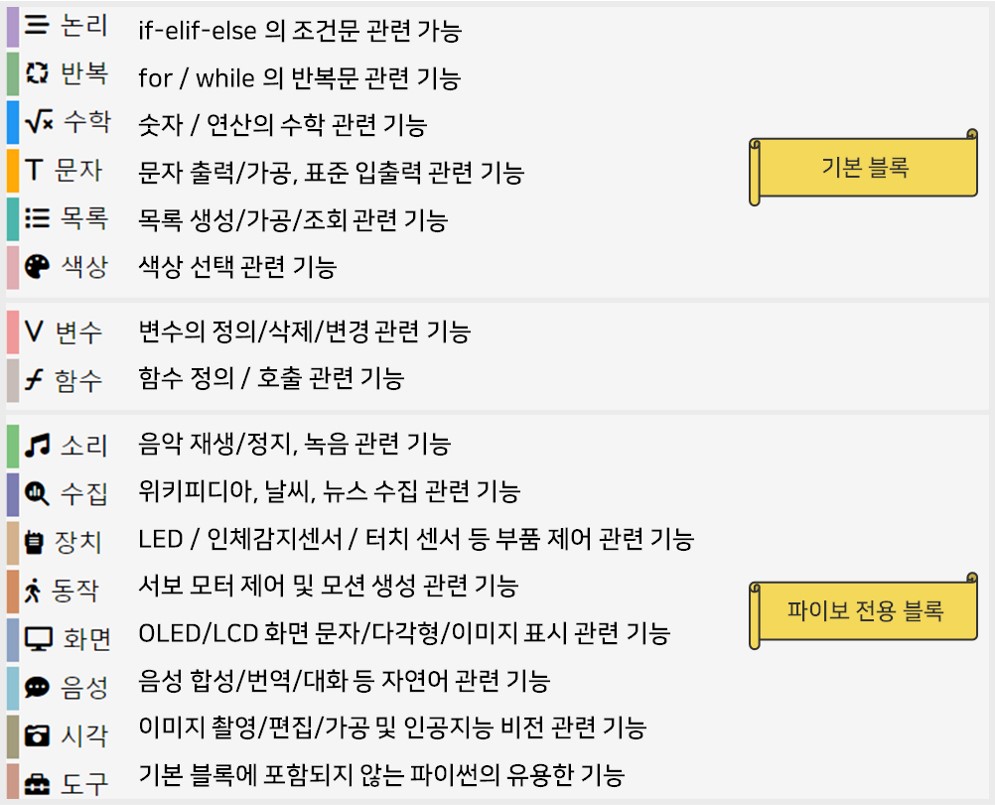 논리 if-elif-else 의 조건문 관련 가능
반복 for / while 의 반복문 관련 기능
수학 숫자 / 연산의 수학 관련 기능
T 문자 문자 출력/가공, 표준 입출력 관련 기능
목록 목록 생성/가공/조회 관련 기능
색상 색상 선택 관련 기능
기본 블록
V 변수 변수의 정의/삭제/변경 관련 기능
f 함수 함수 정의 / 호출 관련 기능
소리 음악 재생/정지, 녹음 관련 기능
수집 위키피디아, 날씨, 뉴스 수집 관련 기능
장치 LED / 인체감지센서 / 터치 센서 등 부품 제어 관련 기능
동작 서보 모터 제어 및 모션 생성 관련 기능
화면 OLED/LCD 화면 문자/다각형/이미지 표시 관련 기능
음성 음성 합성/번역/대화 등 자연어 관련 기능
시각 이미지 촬영/편집/가공 및 인공지능 비전 관련 기능
도구 기본 블록에 포함되지 않는 파이썬의 유용한 기능
파이보 전용 블록